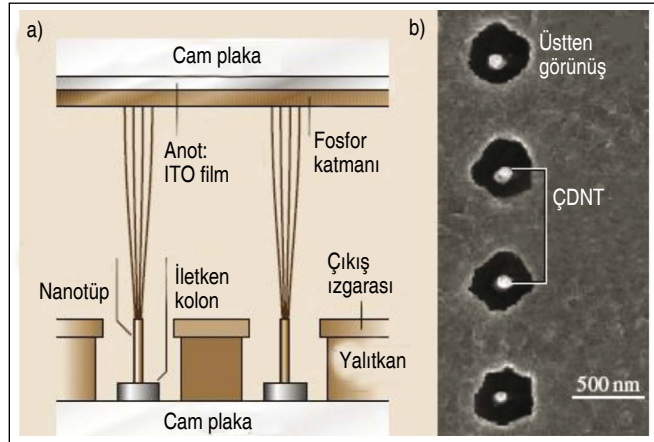 a)
Cam plaka
Anot:
ITO film
Fosfor
katmanı
Nanotüp
İletken
kolon
Çıkış
ızgarası
Yalıtkan
Cam plaka
b)
Üstten
görünüş
ÇDNT
500 nm